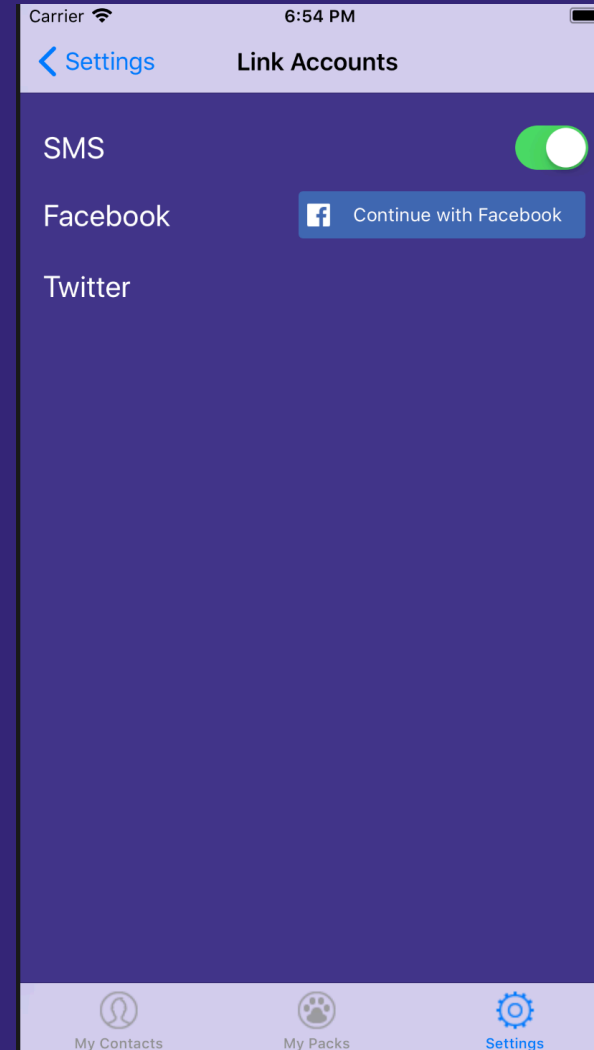 Carrier 6:54 PM
Settings Link Accounts
SMS
Facebook Continue with Facebook
Twitter
My Contacts My Packs Settings